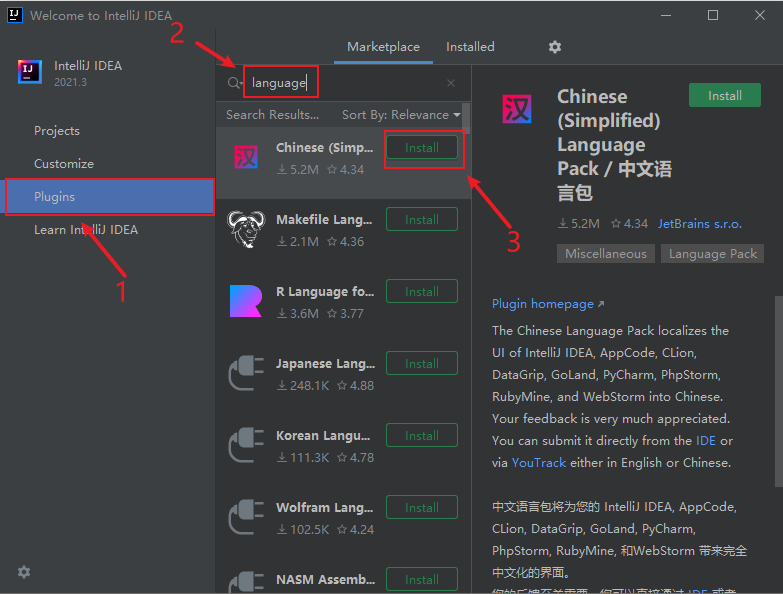 Welcome to IntelliJ IDEA
IntelliJ IDEA
2021.3
Projects
Customize
Plugins
Learn IntelliJ IDEA
1
2
3
Marketplace
Installed
language
Search Results...
Sort By: Relevance
Chinese (Simp...
Install
5.2M 4.34
Makefile Lang...
Install
2.1M 4.36
R Language fo...
Install
3.6M 3.77
Japanese Lang...
Install
248.1K 4.88
Korean Langu...
Install
111.3K 4.78
Wolfram Lang...
Install
102.5K 4.24
NASM Assemb...
Install
汉
Chinese
(Simplified)
Language
Pack / 中文语
言包
Install
5.2M 4.34 JetBrains s.r.o.
Miscellaneous Language Pack
Plugin homepage
The Chinese Language Pack localizes the
UI of IntelliJ IDEA, AppCode, CLion,
DataGrip, GoLand, PyCharm, PhpStorm,
RubyMine, and WebStorm into Chinese.
Your feedback is very much appreciated.
You can submit it directly from the IDE or
via YouTrack either in English or Chinese.
中文语言包将为您的 IntelliJ IDEA, AppCode,
CLion, DataGrip, GoLand, PyCharm,
PhpStorm, RubyMine, 和WebStorm 带来完全
中文化的界面。